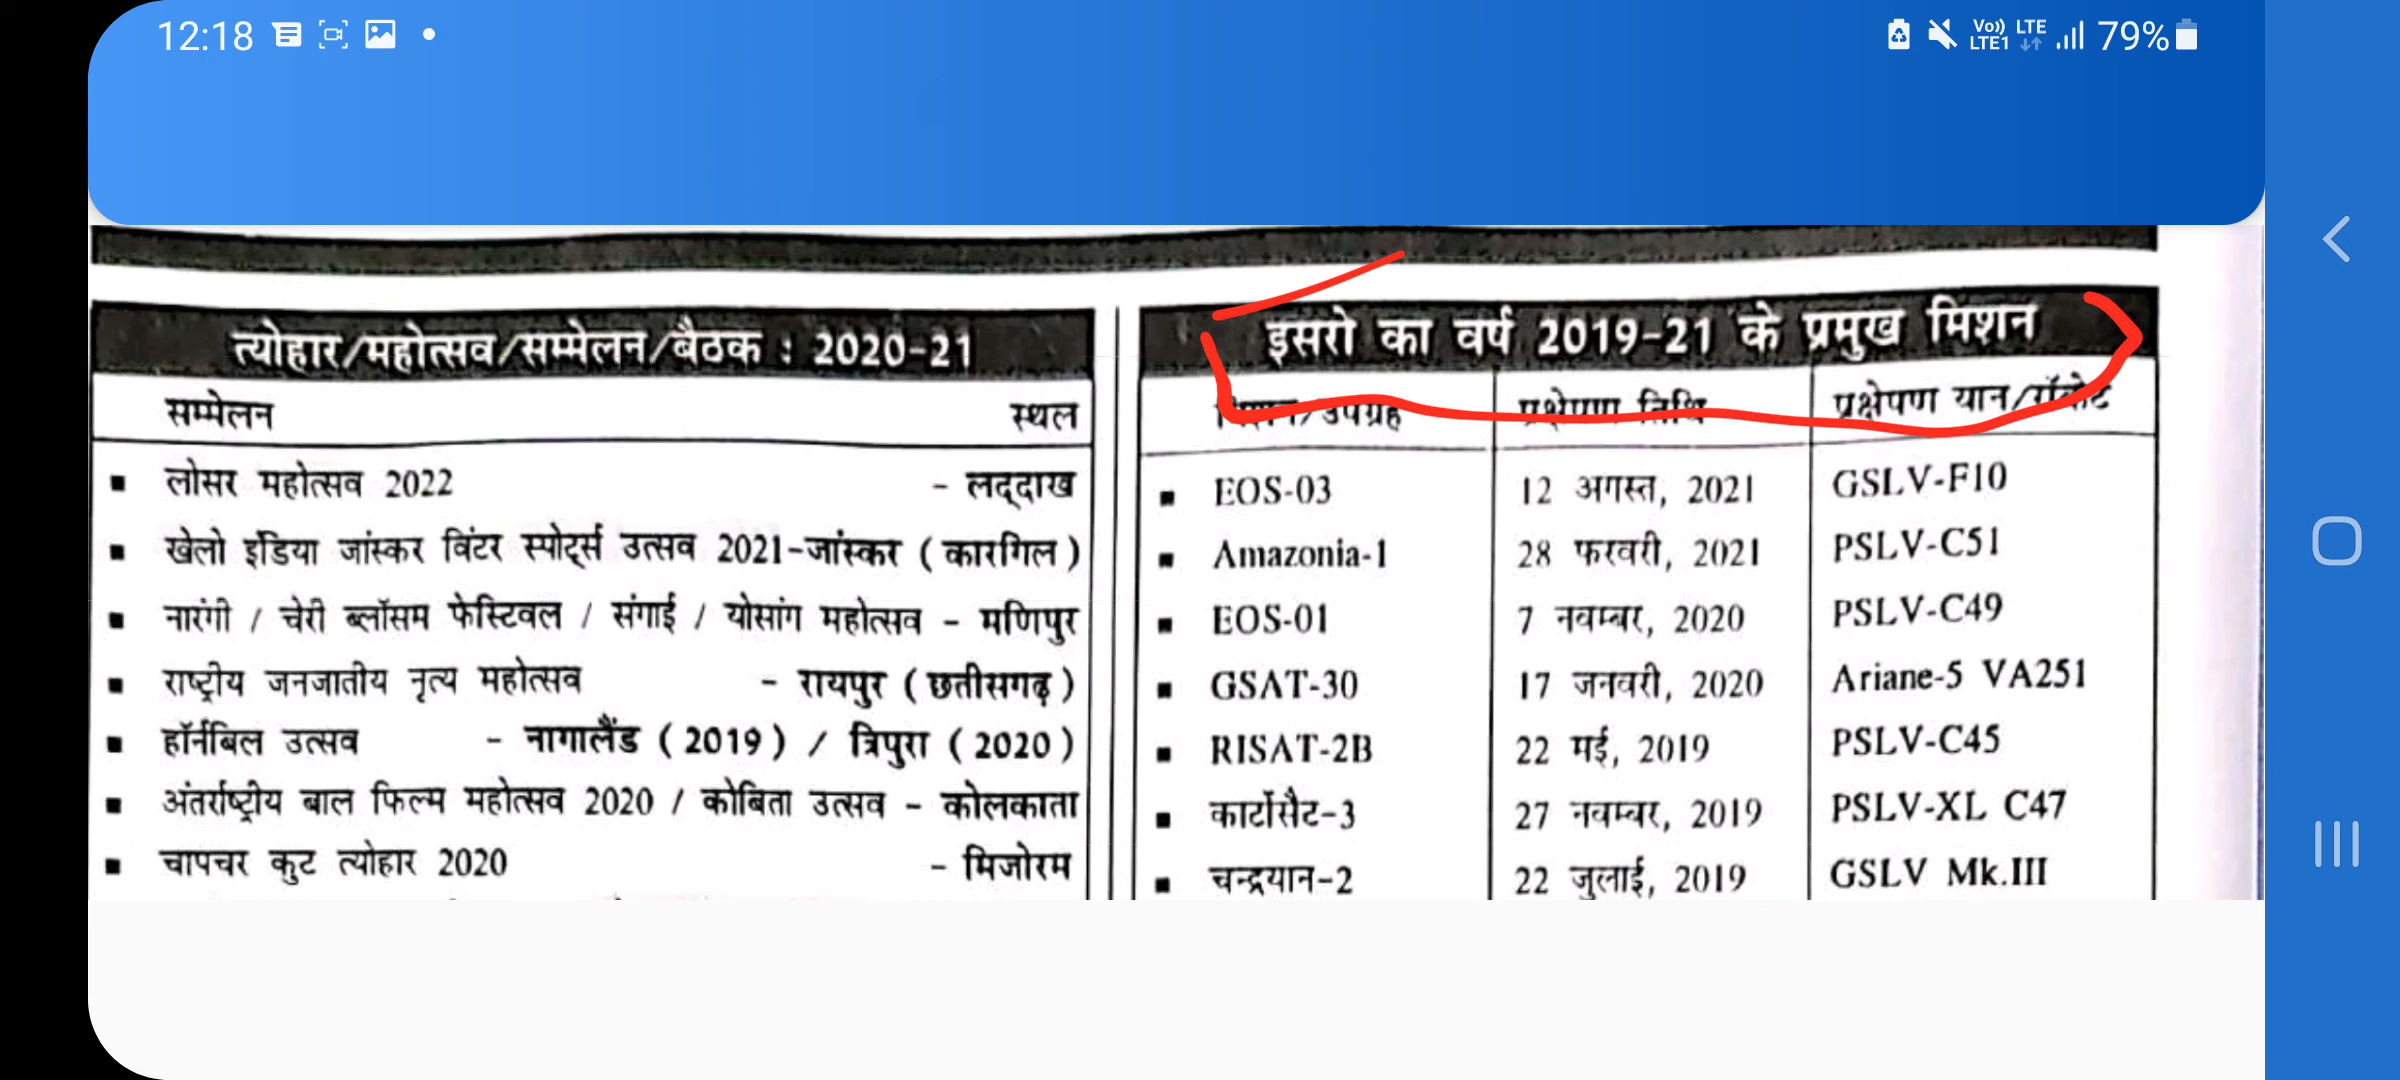 12:18
Vo)) LTE1 LTE 79%
त्योहार/महोत्सव/सम्मेलन/बैठक : 2020-21
सम्मेलन स्थल
▪ लोसर महोत्सव 2022 - लद्दाख
▪ खेलो इंडिया जांस्कर विंटर स्पोर्ट्स उत्सव 2021-जांस्कर (कारगिल)
▪ नारंगी / चेरी ब्लॉसम फेस्टिवल / संगाई / योसांग महोत्सव - मणिपुर
▪ राष्ट्रीय जनजातीय नृत्य महोत्सव - रायपुर (छतीसगढ़)
▪ हॉर्नबिल उत्सव - नागालैंड (2019) / त्रिपुरा (2020)
▪ अंतर्राष्ट्रीय बाल फिल्म महोत्सव 2020 / कोबिता उत्सव - कोलकाता
▪ चापचर कुट त्योहार 2020 - मिजोरम
इसरो का वर्ष 2019-21 के प्रमुख मिशन
मिशन/उपग्रह प्रक्षेपण तिथि प्रक्षेपण यान/रॉकेट
▪ EOS-03 12 अगस्त, 2021 GSLV-F10
▪ Amazonia-1 28 फरवरी, 2021 PSLV-C51
▪ EOS-01 7 नवम्बर, 2020 PSLV-C49
▪ GSAT-30 17 जनवरी, 2020 Ariane-5 VA251
▪ RISAT-2B 22 मई, 2019 PSLV-C45
▪ कार्टोसैट-3 27 नवम्बर, 2019 PSLV-XL C47
▪ चन्द्रयान-2 22 जुलाई, 2019 GSLV Mk.III